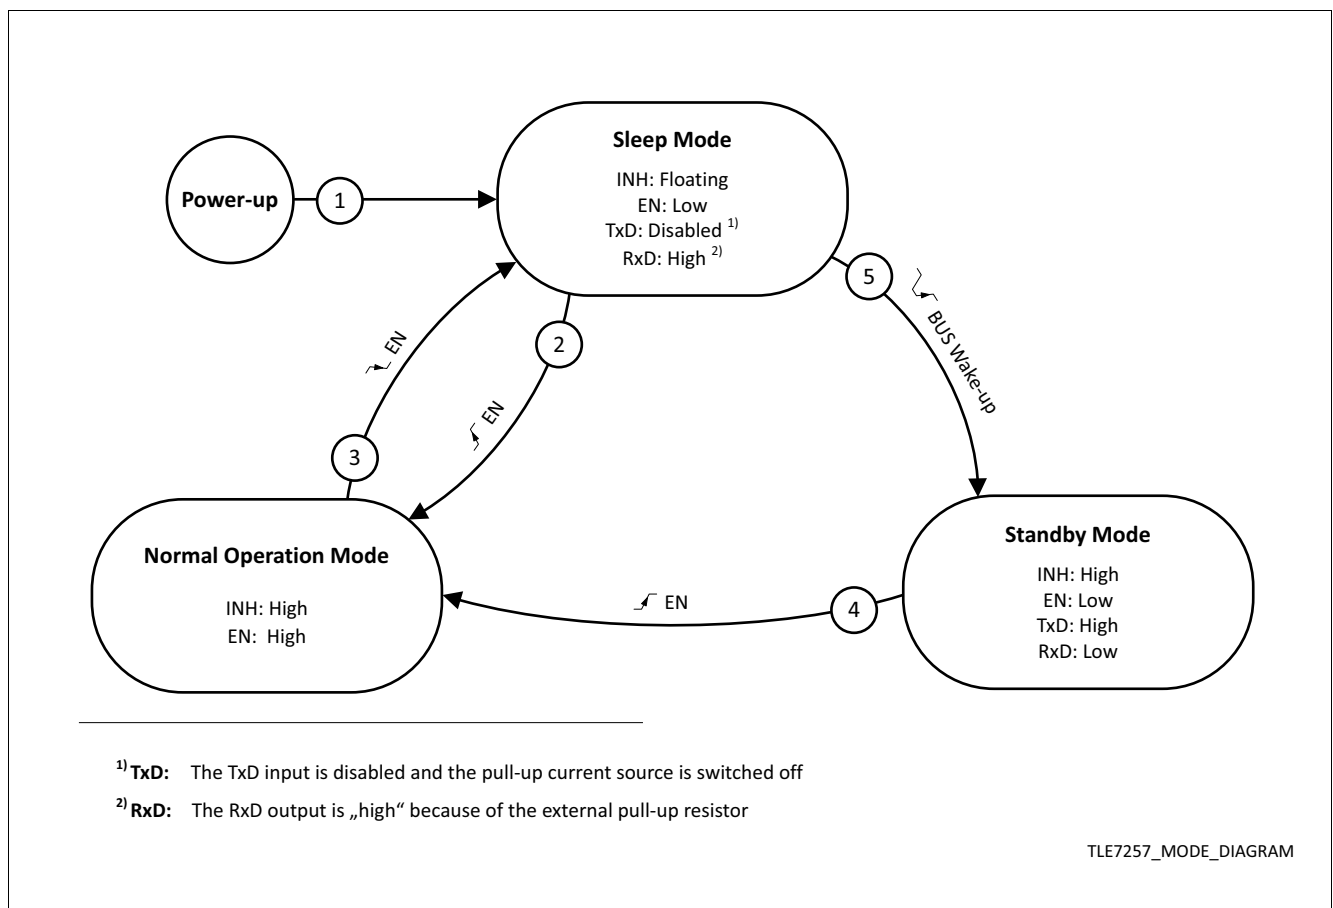 Sleep Mode
INH: Floating
EN: Low
TxD: Disabled 1)
RxD: High 2)
Power-up
1
5
BUS Wake-up
2
EN
EN
3
Normal Operation Mode
INH: High
EN: High
EN
4
Standby Mode
INH: High
EN: Low
TxD: High
RxD: Low
1) TxD: The TxD input is disabled and the pull-up current source is switched off
2) RxD: The RxD output is „high“ because of the external pull-up resistor
TLE7257_MODE_DIAGRAM